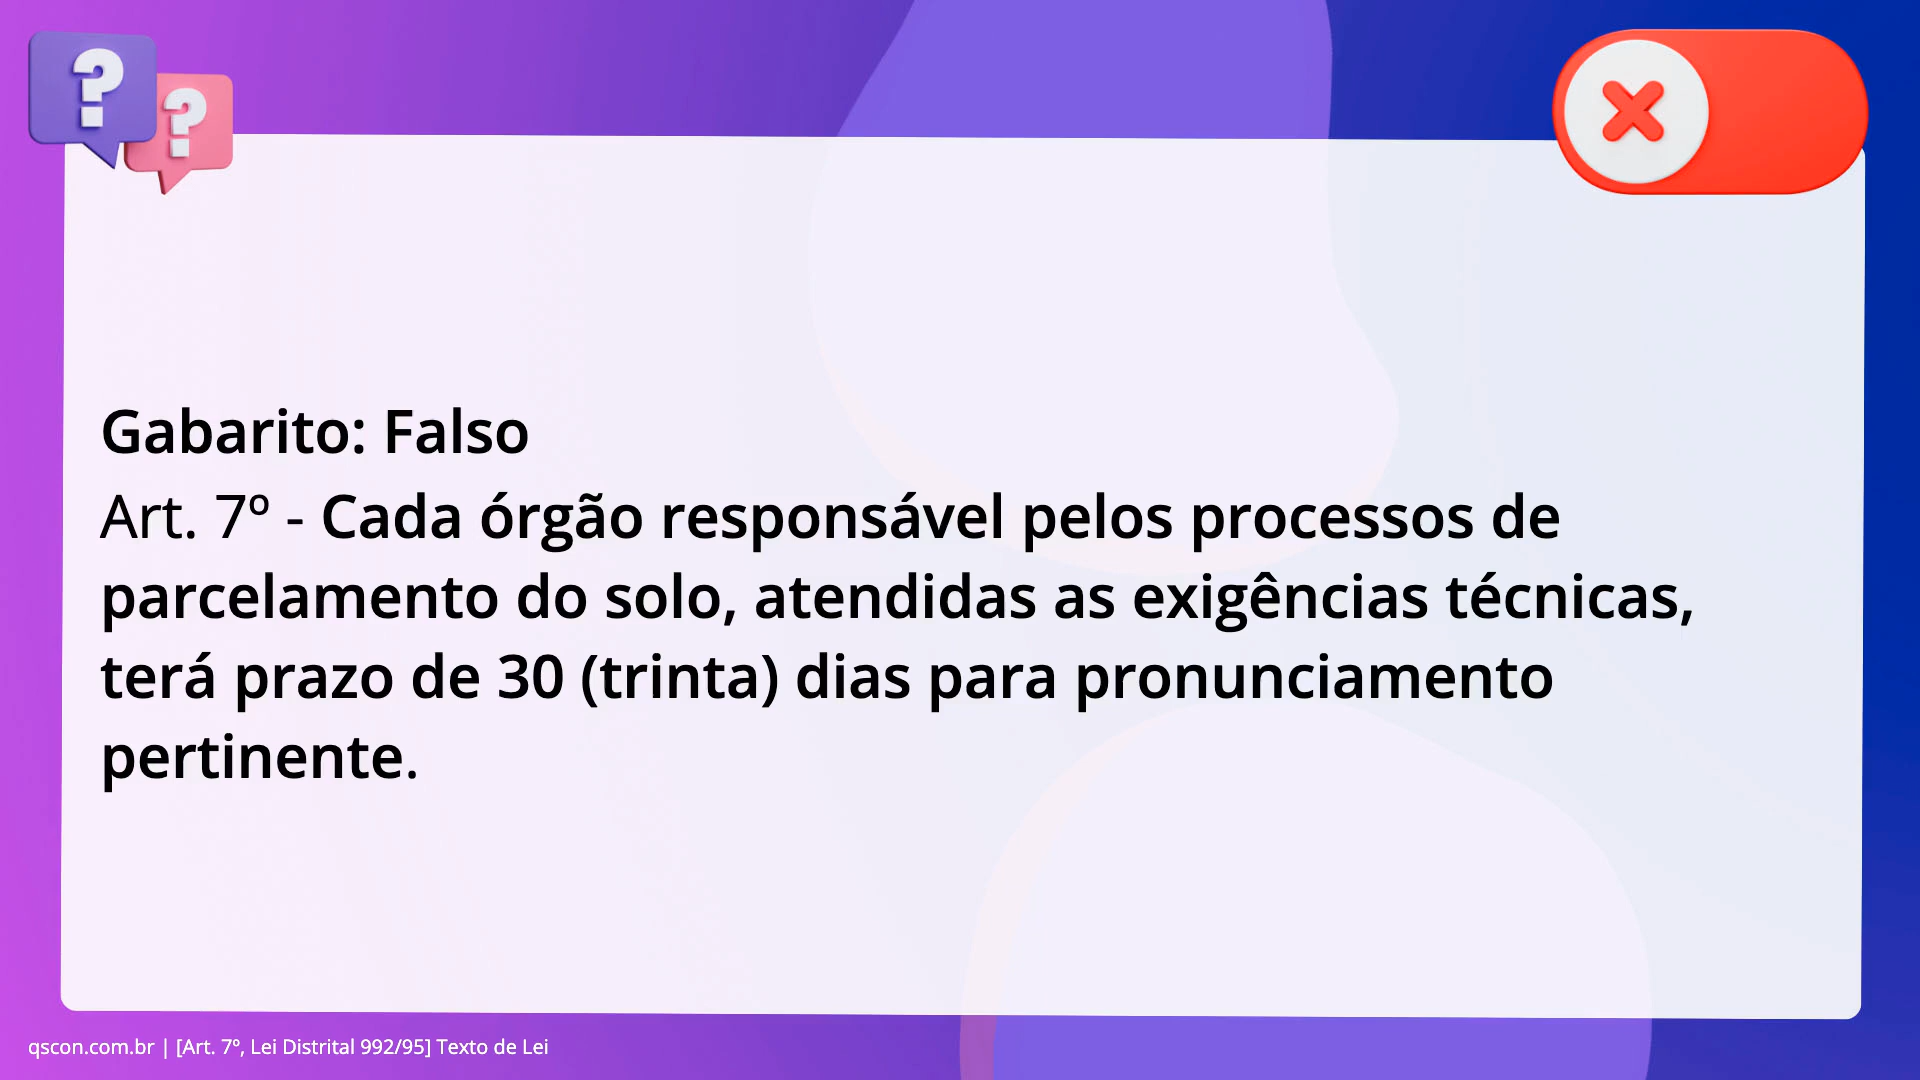 ? ?
Gabarito: Falso
Art. 7º - Cada órgão responsável pelos processos de
parcelamento do solo, atendidas as exigências técnicas,
terá prazo de 30 (trinta) dias para pronunciamento
pertinente.
qscon.com.br | [Art. 7º, Lei Distrital 992/95] Texto de Lei